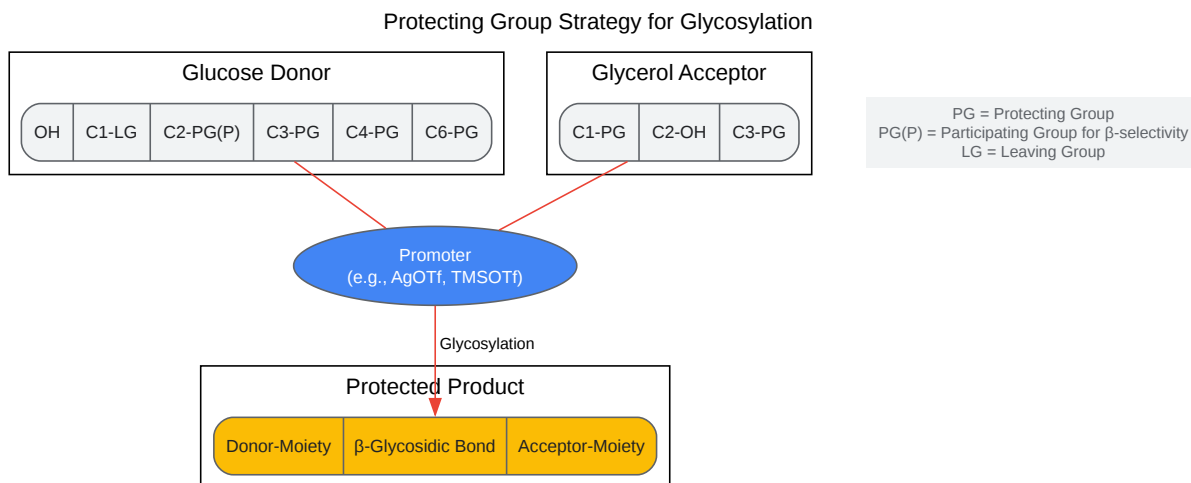 Protecting Group Strategy for Glycosylation
Glucose Donor
OH C1-LG C2-PG(P) C3-PG C4-PG C6-PG
Glycerol Acceptor
C1-PG C2-OH C3-PG
PG = Protecting Group
PG(P) = Participating Group for β-selectivity
LG = Leaving Group
Promoter
(e.g., AgOTf, TMSOTf)
Glycosylation
Protected Product
Donor-Moiety β-Glycosidic Bond Acceptor-Moiety